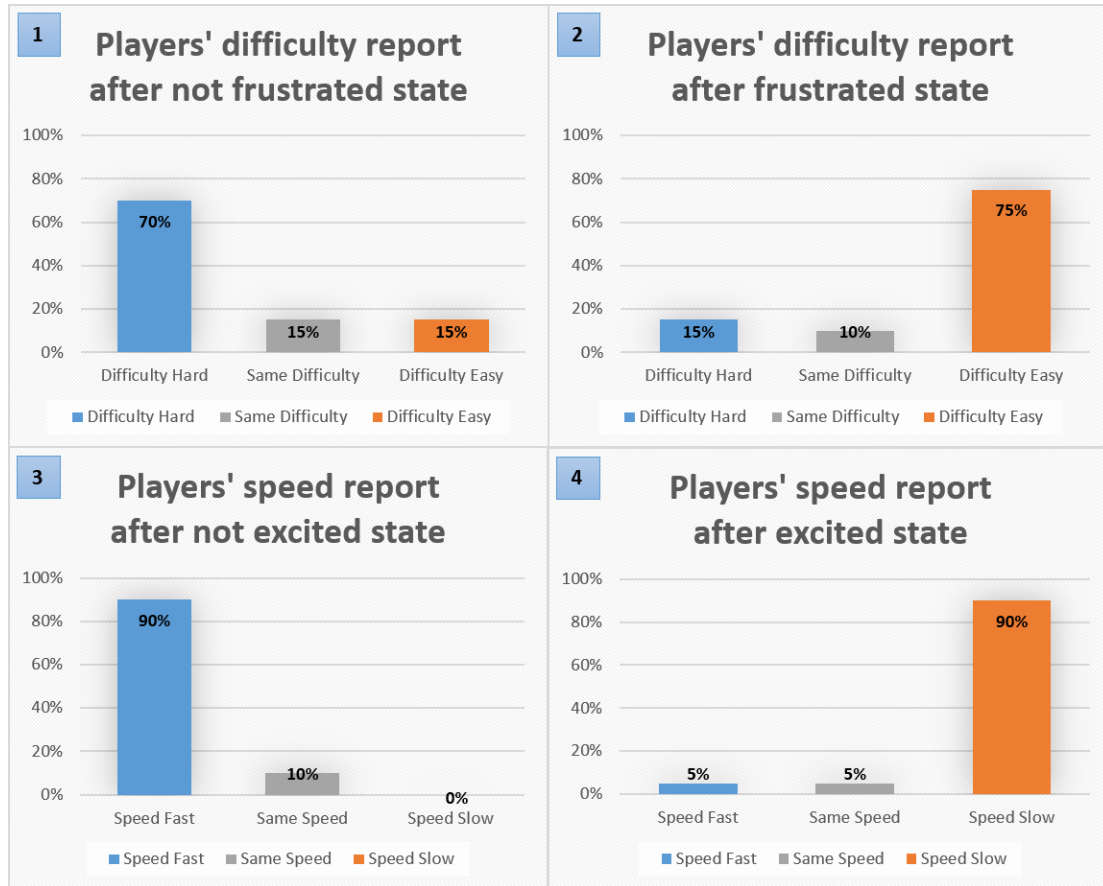 1
Players' difficulty report
after not frustrated state
100%
80%
60%
40%
20%
0%
70%
15%
15%
Difficulty Hard
Same Difficulty
Difficulty Easy
Difficulty Hard
Same Difficulty
Difficulty Easy
2
Players' difficulty report
after frustrated state
100%
80%
60%
40%
20%
0%
15%
10%
75%
Difficulty Hard
Same Difficulty
Difficulty Easy
Difficulty Hard
Same Difficulty
Difficulty Easy
3
Players' speed report
after not excited state
100%
80%
60%
40%
20%
0%
90%
10%
0%
Speed Fast
Same Speed
Speed Slow
Speed Fast
Same Speed
Speed Slow
4
Players' speed report
after excited state
100%
80%
60%
40%
20%
0%
5%
5%
90%
Speed Fast
Same Speed
Speed Slow
Speed Fast
Same Speed
Speed Slow